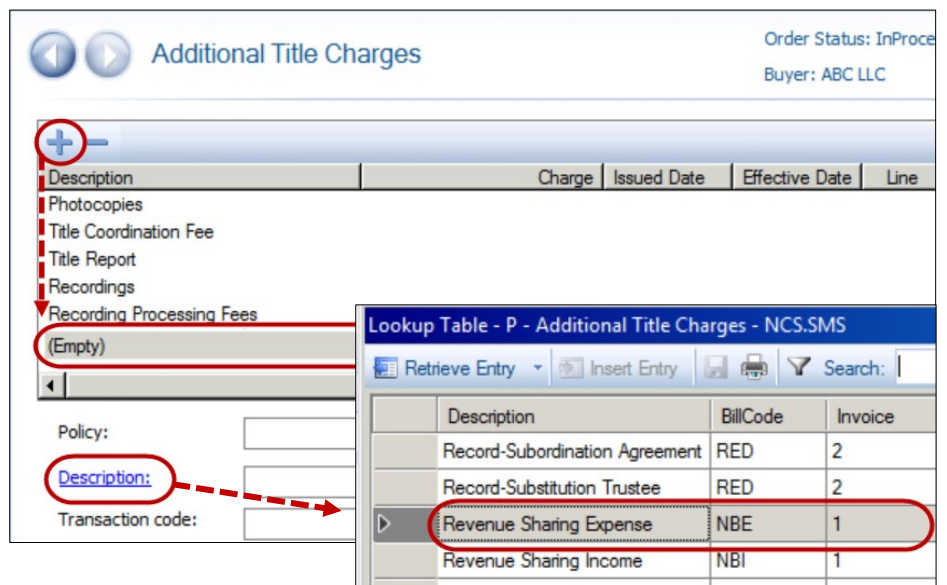 Additional Title Charges
Order Status: InProce
Buyer: ABC LLC
Description Charge Issued Date Effective Date Line
Photocopies
Title Coordination Fee
Title Report
Recordings
Recording Processing Fees
(Empty)
Policy:
Description:
Transaction code:
Lookup Table - P - Additional Title Charges - NCS.SMS
Retrieve Entry Insert Entry Search:
Description BillCode Invoice
Record-Subordination Agreement RED 2
Record-Substitution Trustee RED 2
Revenue Sharing Expense NBE 1
Revenue Sharing Income NBI 1